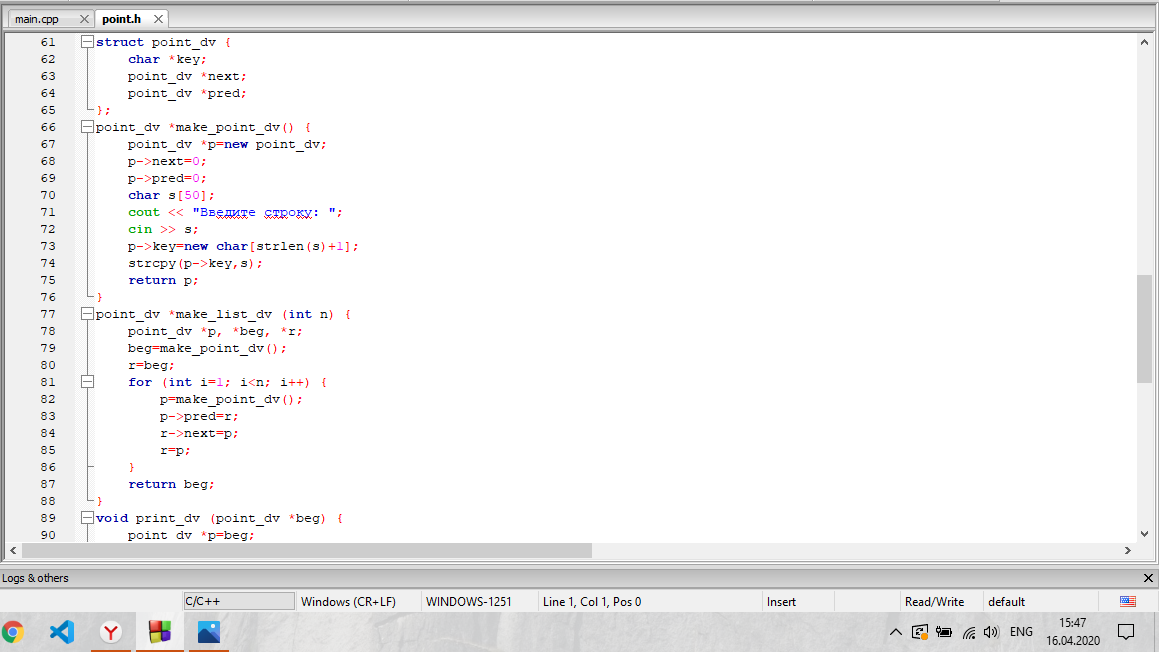 main.cpp point.h
61 struct point_dv {
62 char *key;
63 point_dv *next;
64 point_dv *pred;
65 };
66 point_dv *make_point_dv() {
67 point_dv *p=new point_dv;
68 p->next=0;
69 p->pred=0;
70 char s[50];
71 cout << "Введите строку: ";
72 cin >> s;
73 p->key=new char[strlen(s)+1];
74 strcpy(p->key,s);
75 return p;
76 }
77 point_dv *make_list_dv (int n) {
78 point_dv *p, *beg, *r;
79 beg=make_point_dv();
80 r=beg;
81 for (int i=1; i<n; i++) {
82 p=make_point_dv();
83 p->pred=r;
84 r->next=p;
85 r=p;
86 }
87 return beg;
88 }
89 void print_dv (point_dv *beg) {
90 point_dv *p=beg;
Logs & others
C/C++ Windows (CR+LF) WINDOWS-1251 Line 1, Col 1, Pos 0 Insert Read/Write default
ENG 15:47
16.04.2020